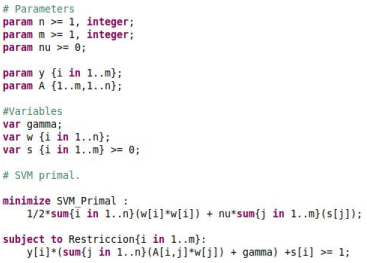 # Parameters
param n >= 1, integer;
param m >= 1, integer;
param nu >= 0;
param y {i in 1..m};
param A {1..m,1..n};
#Variables
var gamma;
var w {i in 1..n};
var s {i in 1..m} >= 0;
# SVM primal.
minimize SVM_Primal :
1/2*sum{i in 1..n}(w[i]*w[i]) + nu*sum{j in 1..m}(s[j]);
subject to Restriccion{i in 1..m}:
y[i]*(sum{j in 1..n}(A[i,j]*w[j]) + gamma) +s[i] >= 1;